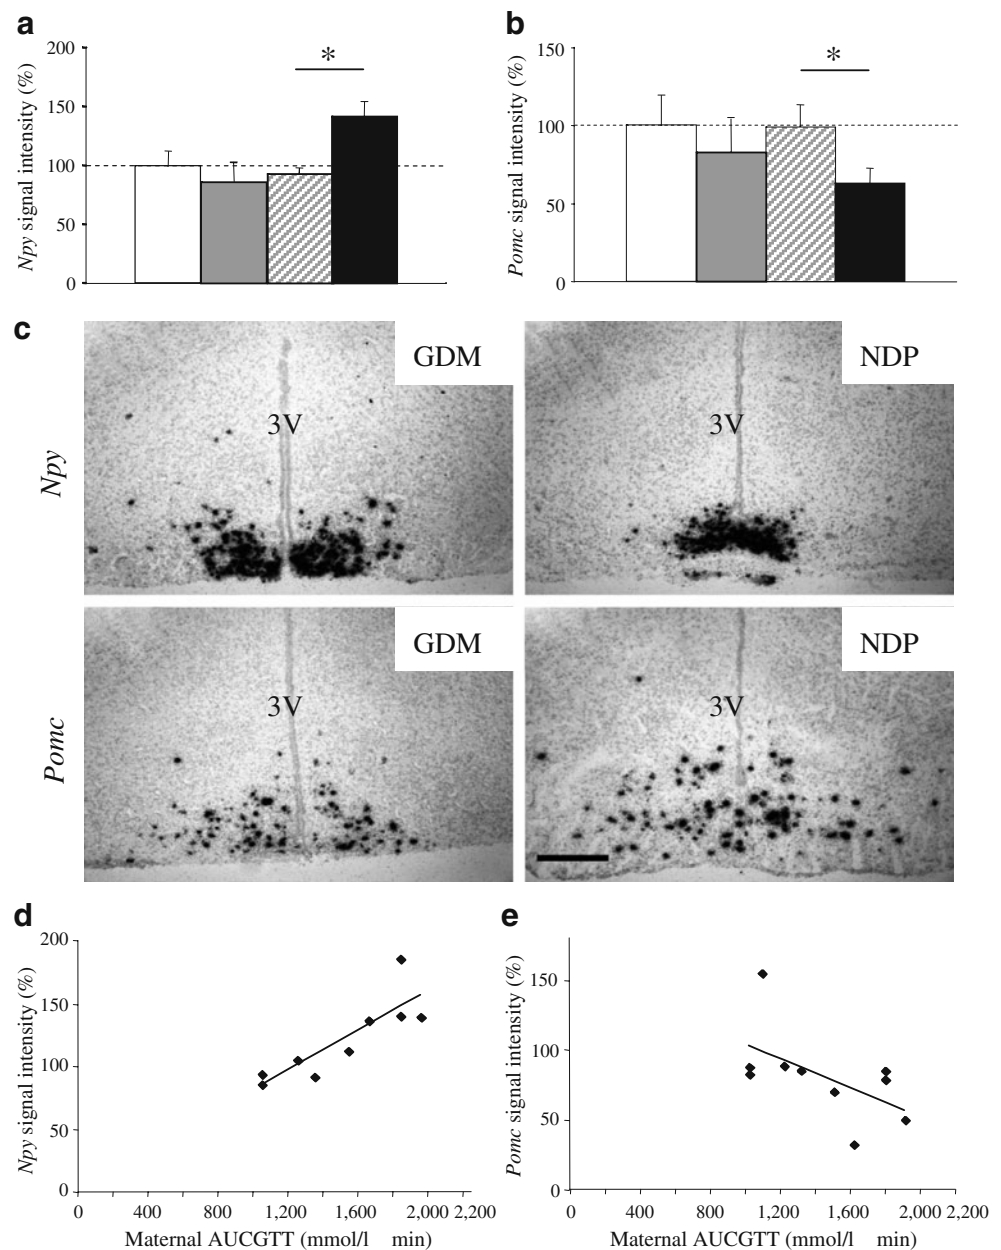 a
Npy signal intensity (%)
200
150
100
50
0
*
b
Pomc signal intensity (%)
150
100
50
0
*
c
Npy
GDM
3V
NDP
3V
Pomc
GDM
3V
NDP
3V
d
Npy signal intensity (%)
200
150
100
50
0
0 400 800 1,200 1,600 2,000 2,200
Maternal AUCGTT (mmol/l min)
e
Pomc signal intensity (%)
150
100
50
0
0 400 800 1,200 1,600 2,000 2,200
Maternal AUCGTT (mmol/l min)